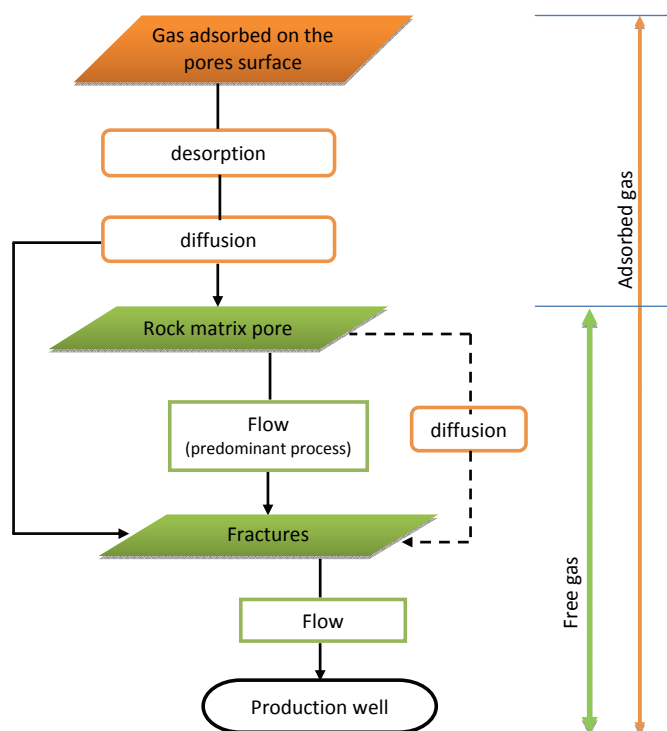 Gas adsorbed on the
pores surface
desorption
diffusion
Rock matrix pore
Flow
(predominant process)
diffusion
Fractures
Flow
Production well
Adsorbed gas
Free gas